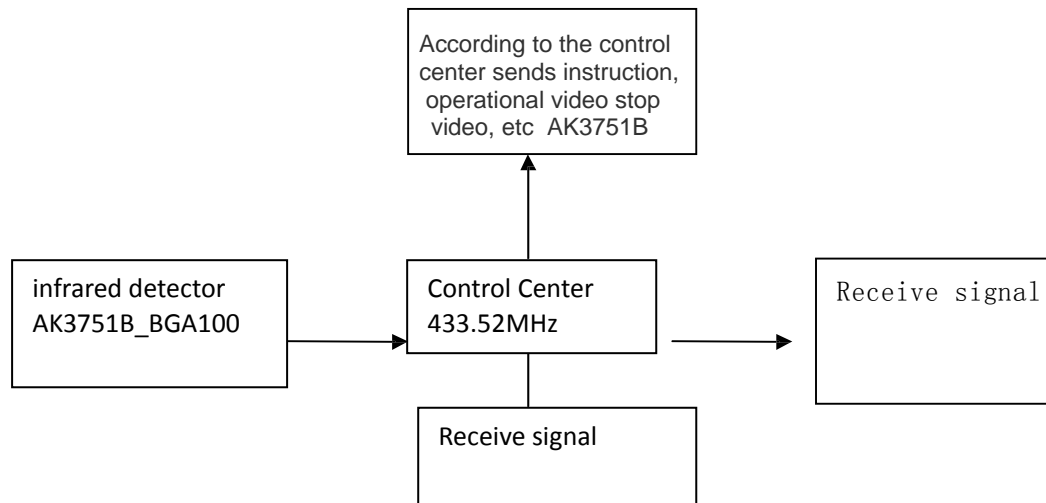 According to the control
center sends instruction,
operational video stop
video, etc AK3751B
infrared detector
AK3751B_BGA100
Control Center
433.52MHz
Receive signal
Receive signal